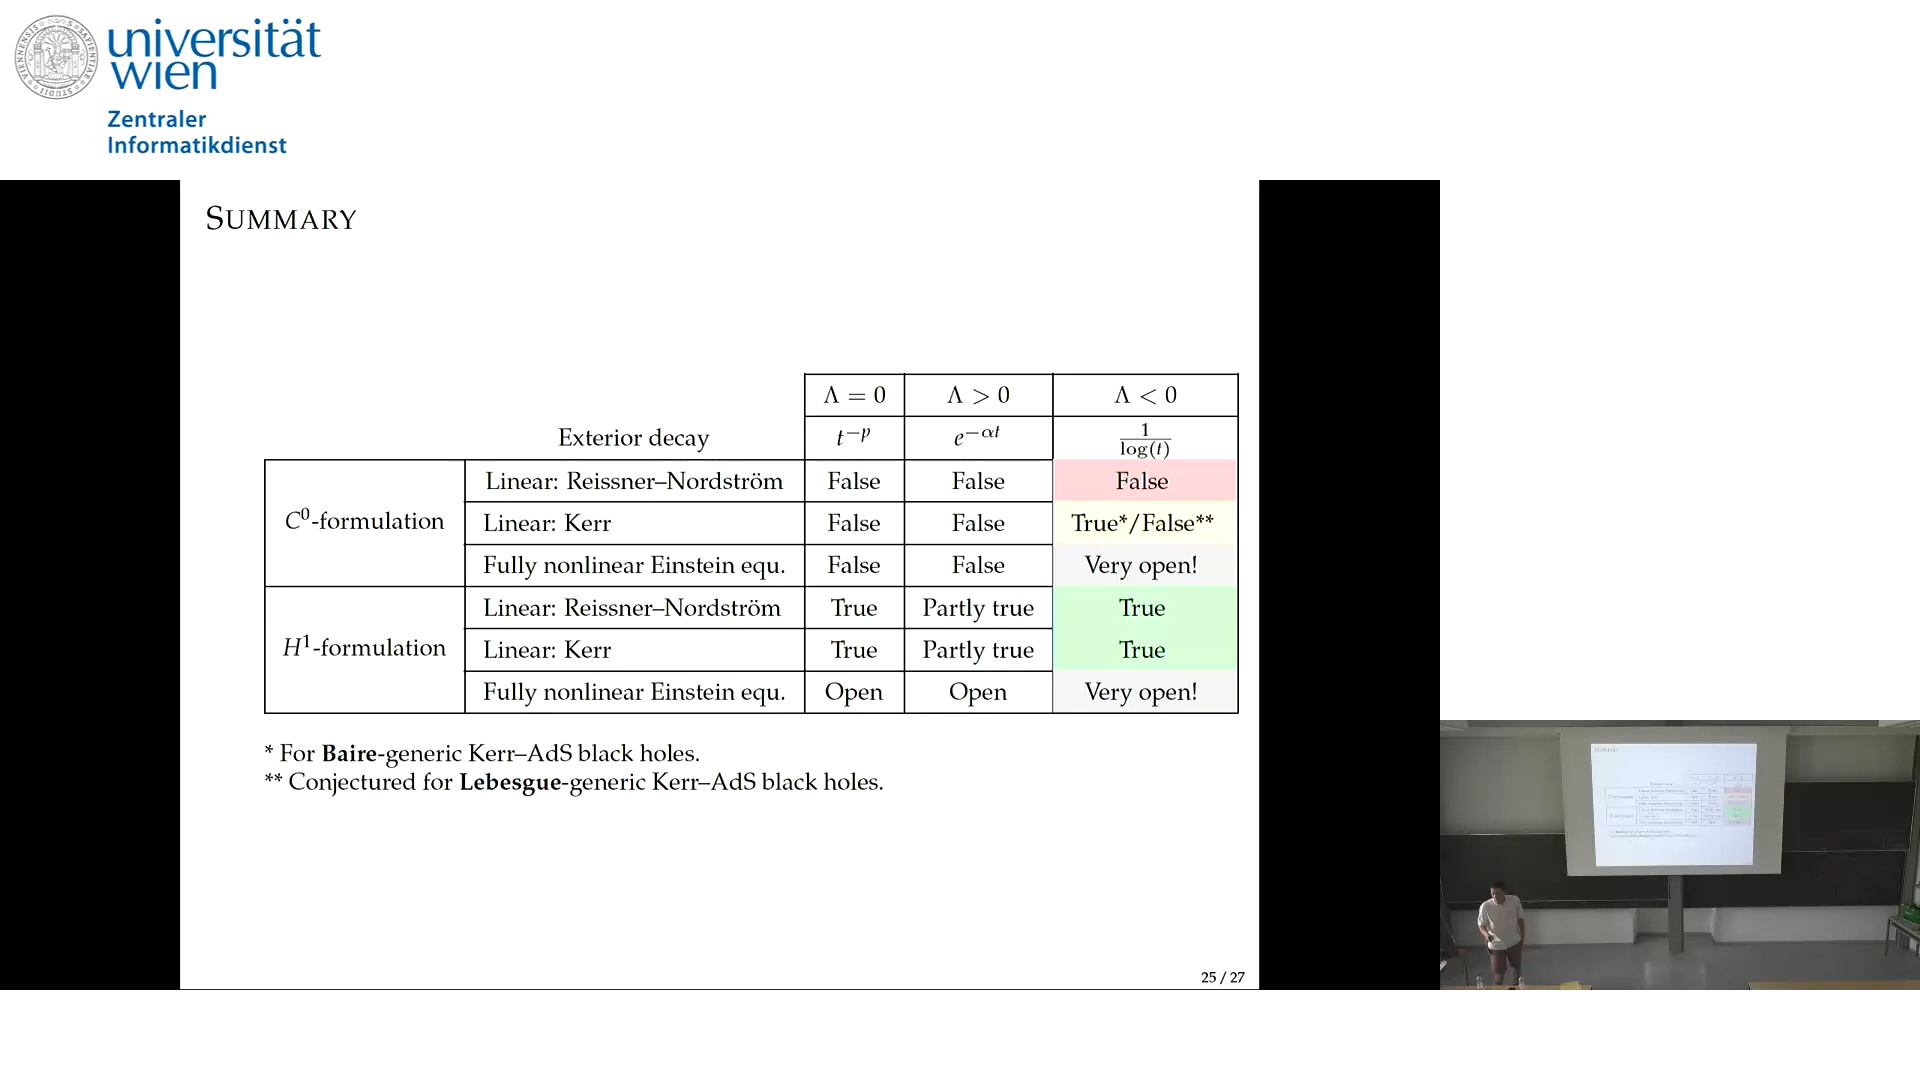 universität
wien
Zentraler
Informatikdienst
SUMMARY
Λ = 0 Λ > 0 Λ < 0
Exterior decay t^{−p} e^{−αt} 1/log(t)
C⁰-formulation
Linear: Reissner–Nordström False False False
Linear: Kerr False False True*/False**
Fully nonlinear Einstein equ. False False Very open!
H¹-formulation
Linear: Reissner–Nordström True Partly true True
Linear: Kerr True Partly true True
Fully nonlinear Einstein equ. Open Open Very open!
* For Baire-generic Kerr–AdS black holes.
** Conjectured for Lebesgue-generic Kerr–AdS black holes.
25 / 27